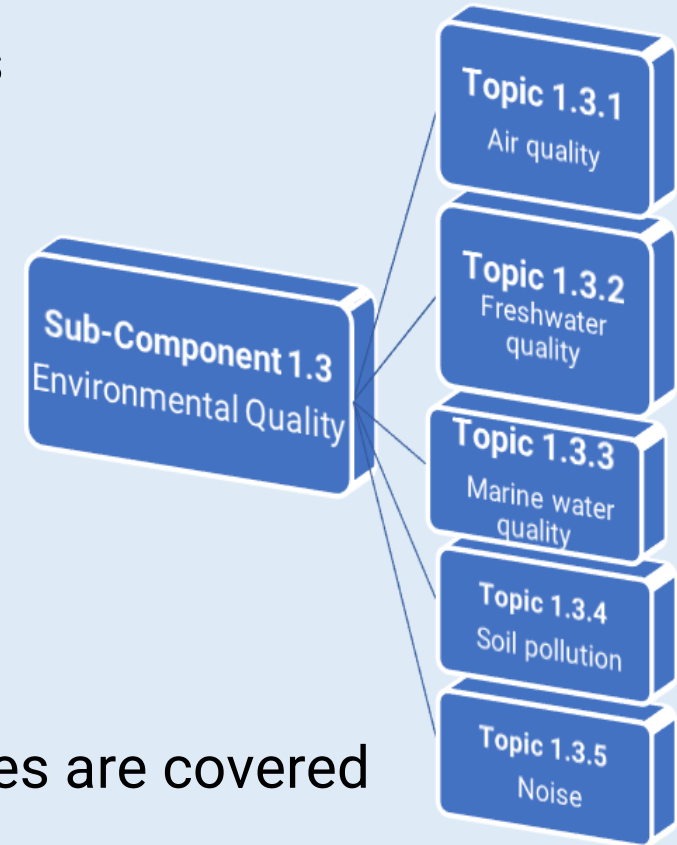 s
Topic 1.3.1
Air quality
Topic 1.3.2
Freshwater
quality
Sub-Component 1.3
Environmental Quality
Topic 1.3.3
Marine water
quality
Topic 1.3.4
Soil pollution
Topic 1.3.5
Noise
es are covered